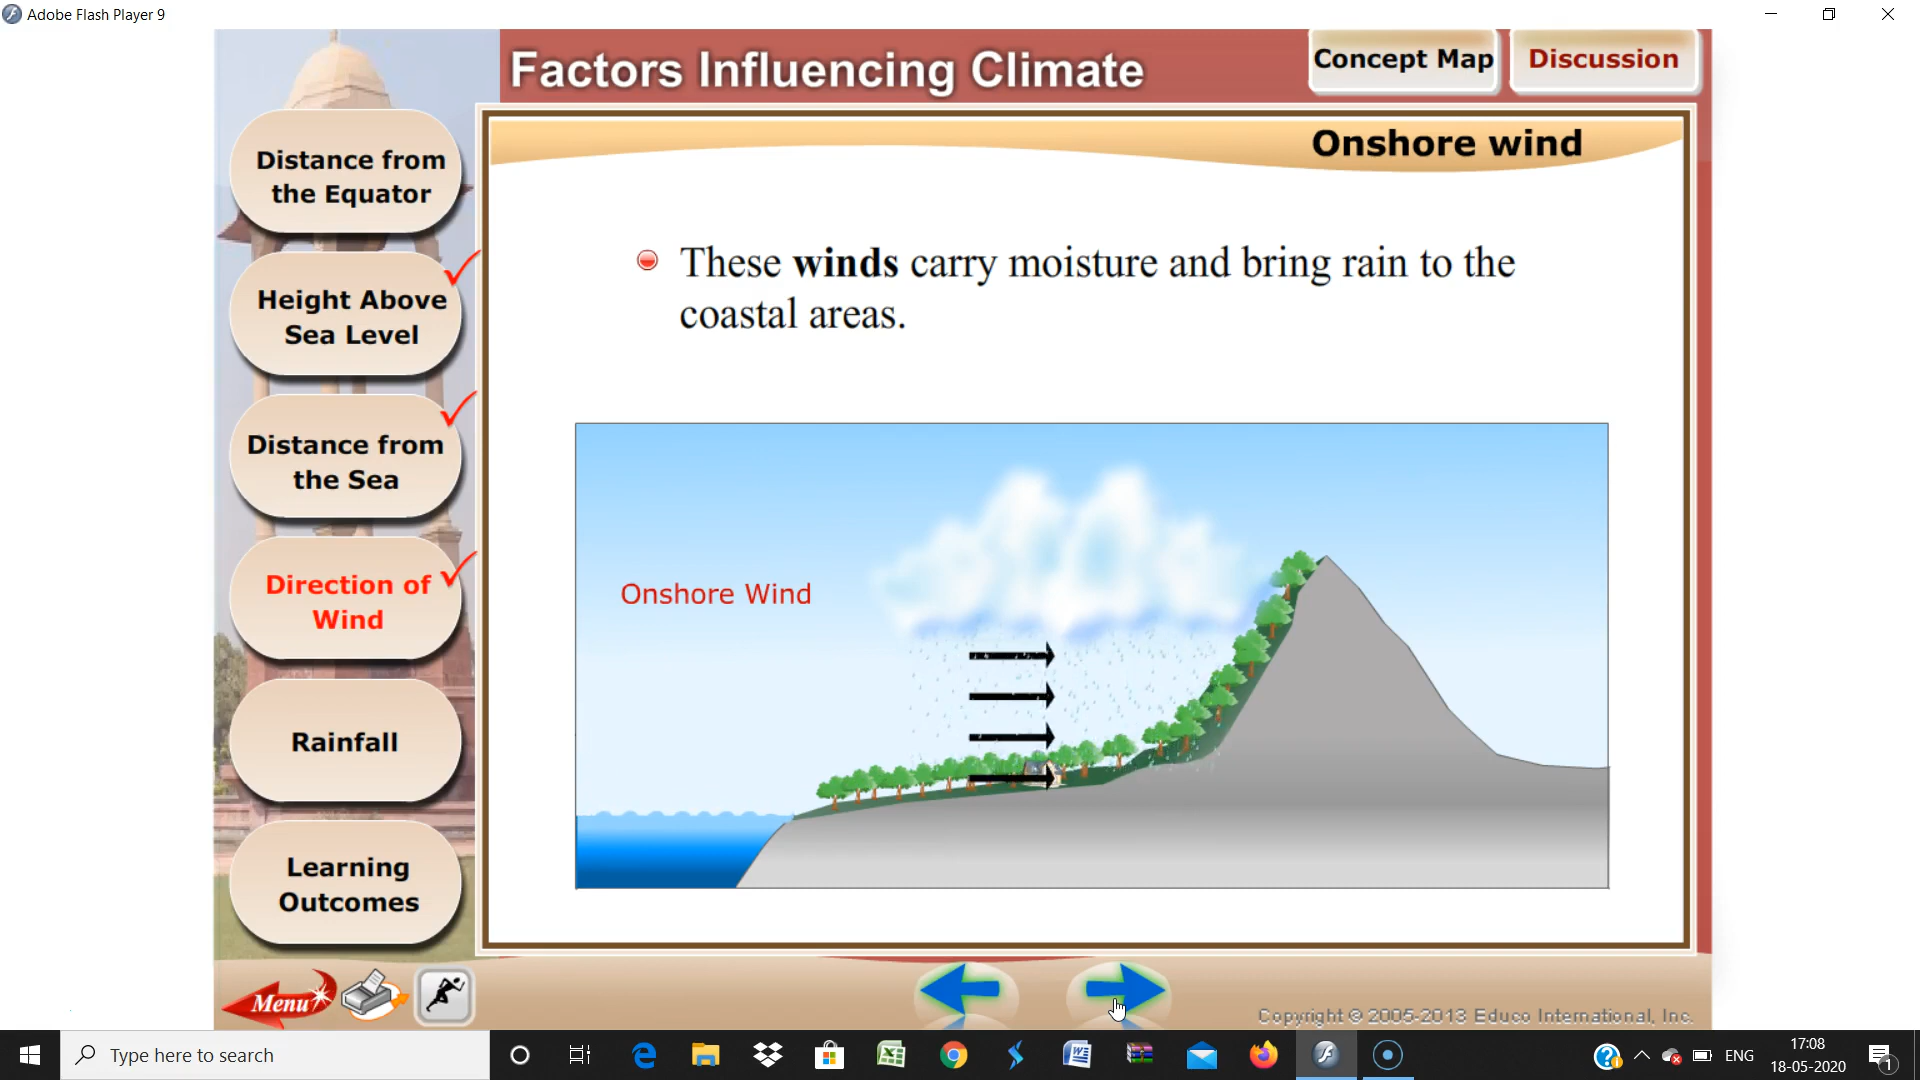 Adobe Flash Player 9
Factors Influencing Climate
Concept Map
Discussion
Onshore wind
Distance from
the Equator
Height Above
Sea Level
Distance from
the Sea
Direction of
Wind
Rainfall
Learning
Outcomes
These winds carry moisture and bring rain to the
coastal areas.
Onshore Wind
Menu
Copyright © 2005-2013 Educo International, Inc.
Type here to search
ENG
17:08
18-05-2020
1